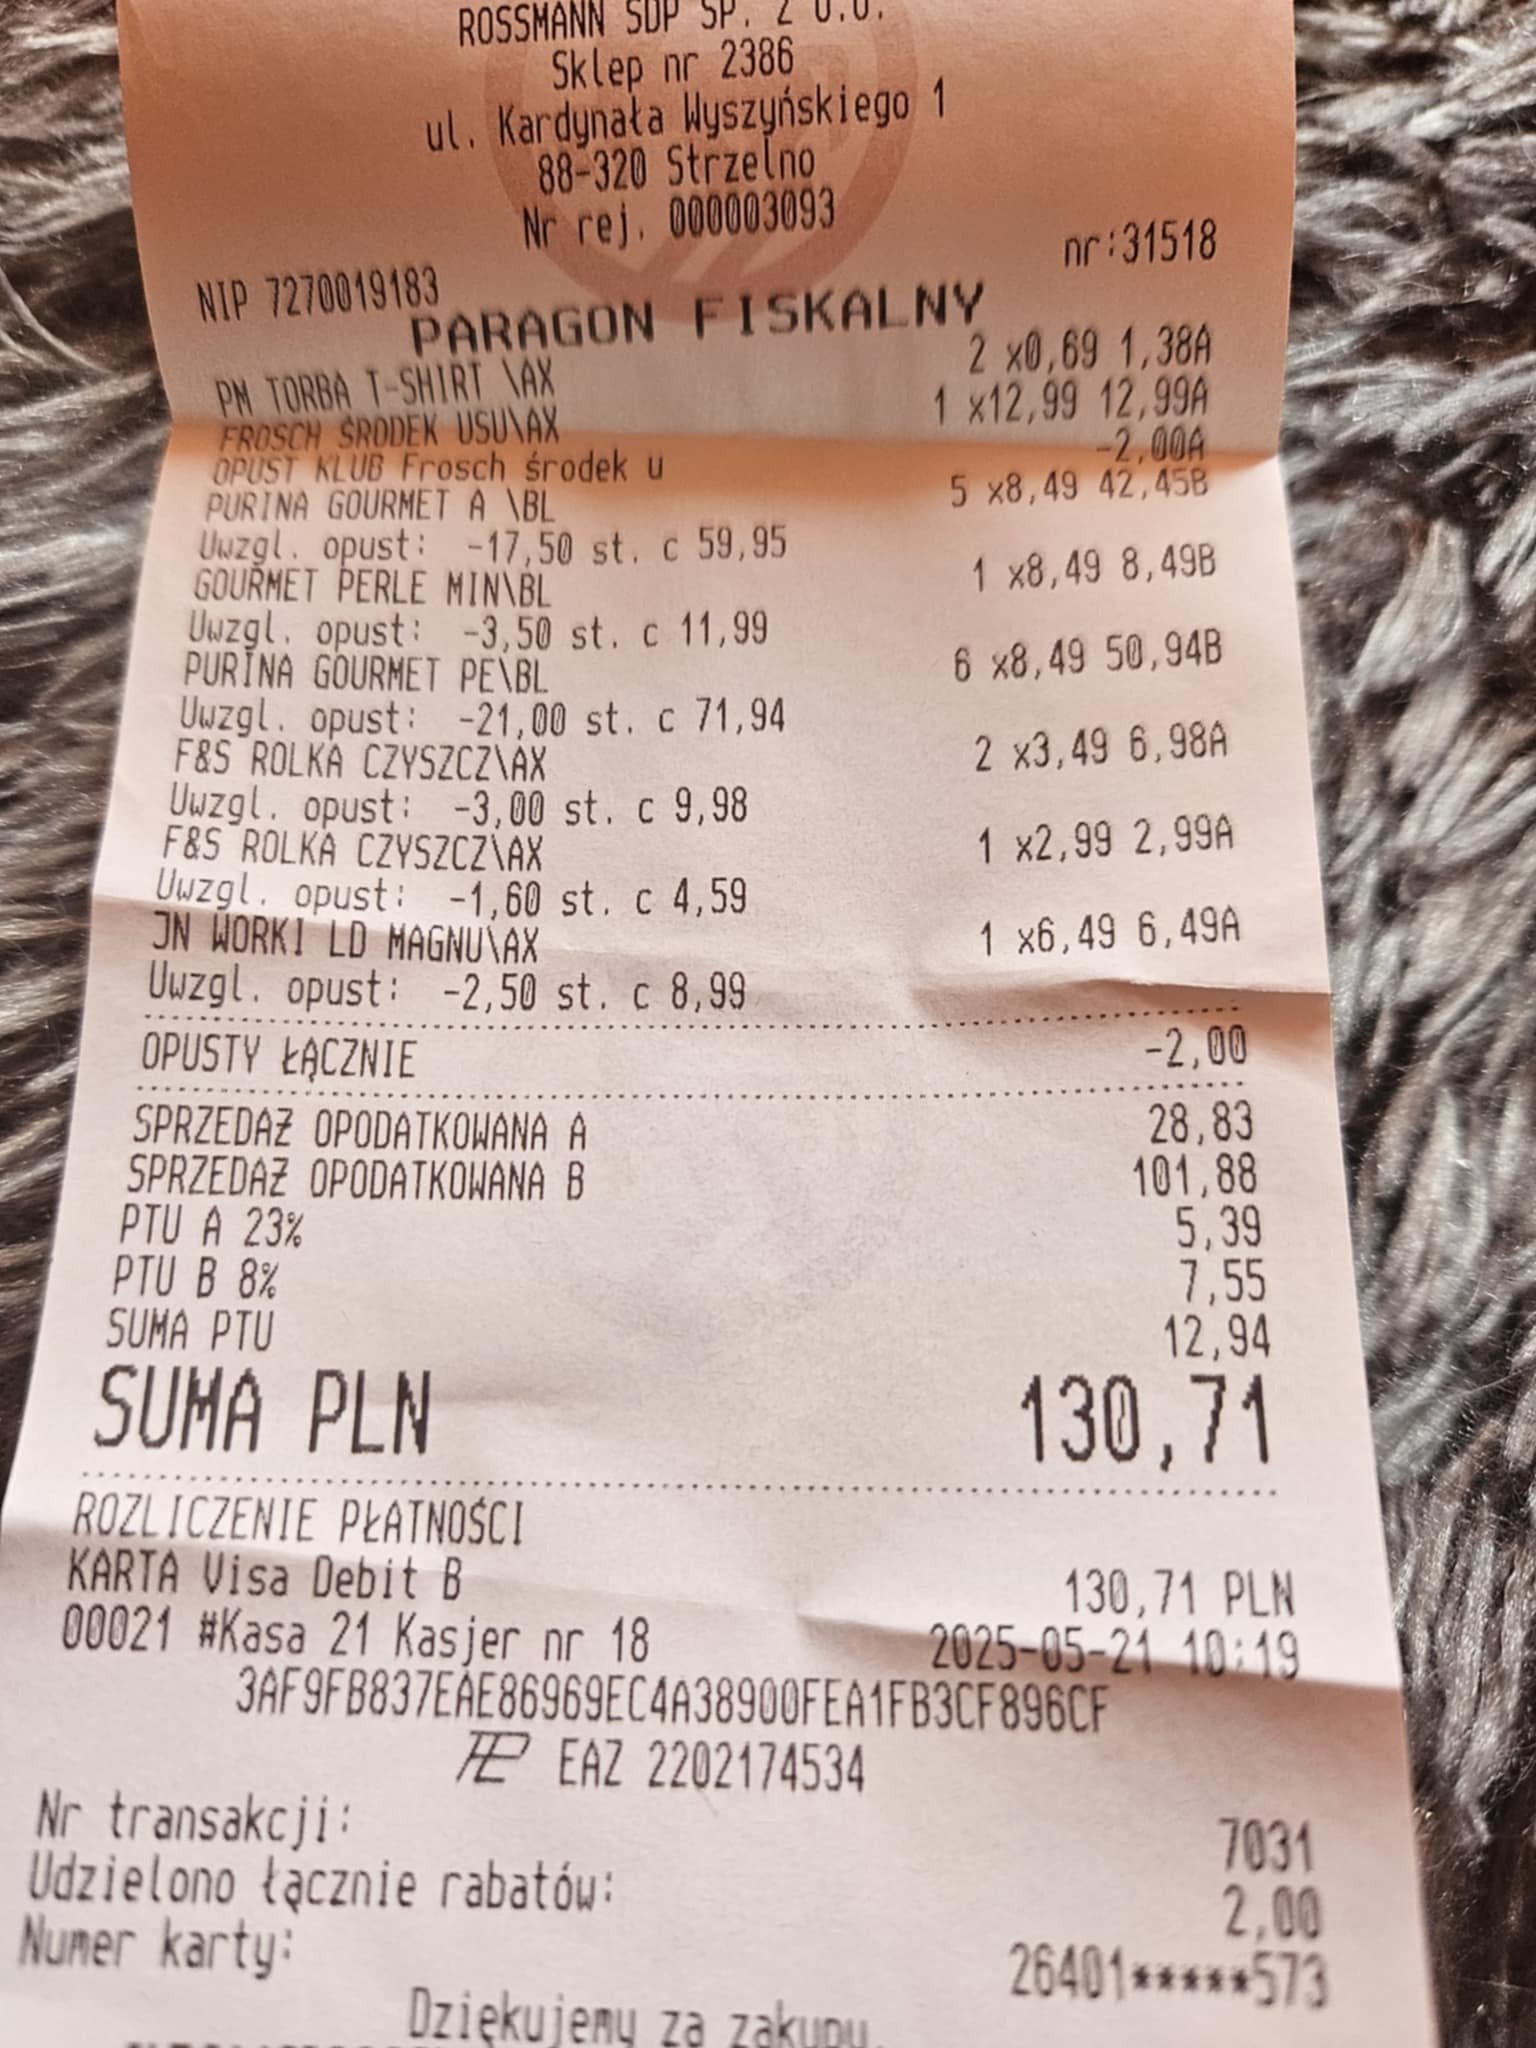 ROSSMANN SDP SP. Z O.O.
Sklep nr 2386
ul. Kardynała Wyszyńskiego 1
88-320 Strzelno
Nr rej. 000003093
NIP 7270019183 nr:31518
PARAGON FISKALNY
PM TORBA T-SHIRT \AX 2 x0,69 1,38A
FROSCH ŚRODEK USU\AX 1 x12,99 12,99A
OPUST KLUB Frosch środek u -2,00A
PURINA GOURMET A \BL 5 x8,49 42,45B
Uwzgl. opust: -17,50 st. c 59,95
GOURMET PERLE MIN\BL 1 x8,49 8,49B
Uwzgl. opust: -3,50 st. c 11,99
PURINA GOURMET PE\BL 6 x8,49 50,94B
Uwzgl. opust: -21,00 st. c 71,94
F&S ROLKA CZYSZCZ\AX 2 x3,49 6,98A
Uwzgl. opust: -3,00 st. c 9,98
F&S ROLKA CZYSZCZ\AX 1 x2,99 2,99A
Uwzgl. opust: -1,60 st. c 4,59
JN WORKI LD MAGNU\AX 1 x6,49 6,49A
Uwzgl. opust: -2,50 st. c 8,99
OPUSTY ŁĄCZNIE -2,00
SPRZEDAŻ OPODATKOWANA A 28,83
SPRZEDAŻ OPODATKOWANA B 101,88
PTU A 23% 5,39
PTU B 8% 7,55
SUMA PTU 12,94
SUMA PLN 130,71
ROZLICZENIE PŁATNOŚCI
KARTA Visa Debit B 130,71 PLN
00021 #Kasa 21 Kasjer nr 18 2025-05-21 10:19
3AF9FB837EAE86969EC4A38900FEA1FB3CF896CF
EAZ 2202174534
Nr transakcji: 7031
Udzielono łącznie rabatów: 2,00
Numer karty: 26401*****573
Dziękujemy za zakupy.